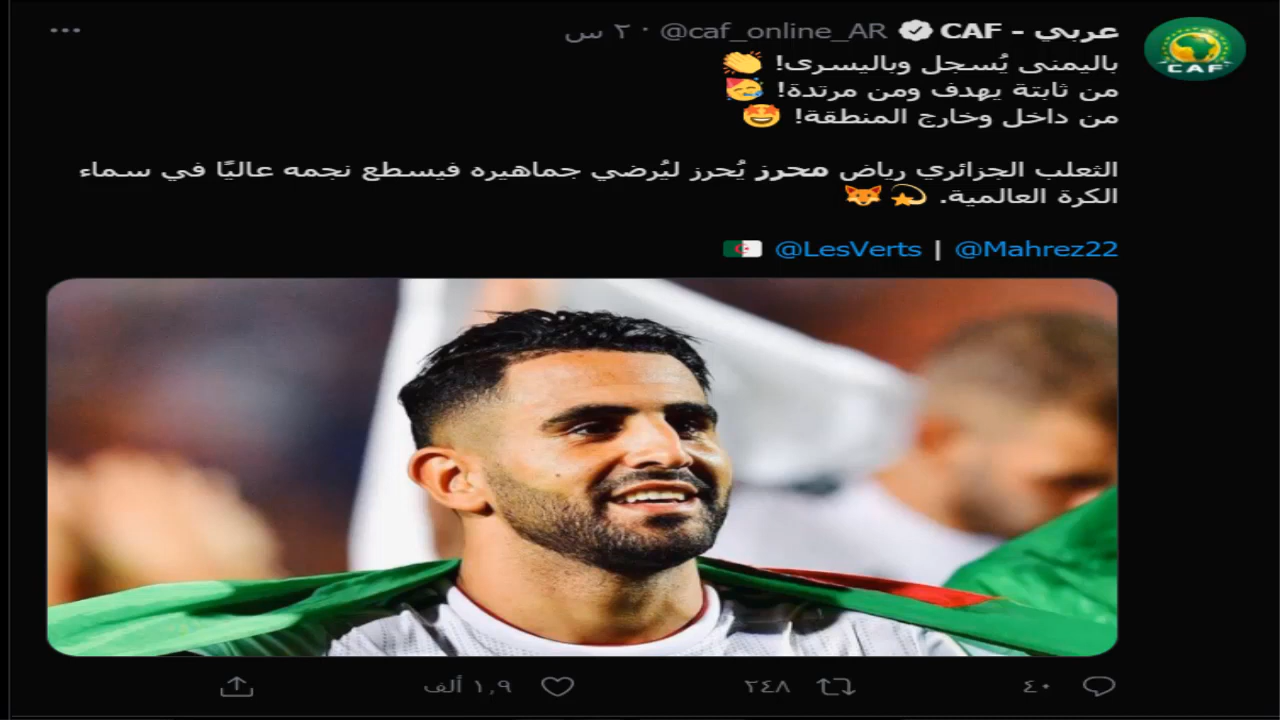 عربي - CAF @caf_online_AR · ٢٠ س
CAF
باليمنى يُسجل وباليسرى! 👏
من ثابتة يهدف ومن مرتدة! 🥳
من داخل وخارج المنطقة! 🤩
الثعلب الجزائري رياض محرز يُحرز ليُرضي جماهيره فيسطع نجمه عاليًا في سماء
الكرة العالمية. 💫 🦊
@Mahrez22 | @LesVerts 🇩🇿
٤٠ ٢٤٨ ١,٩ ألف